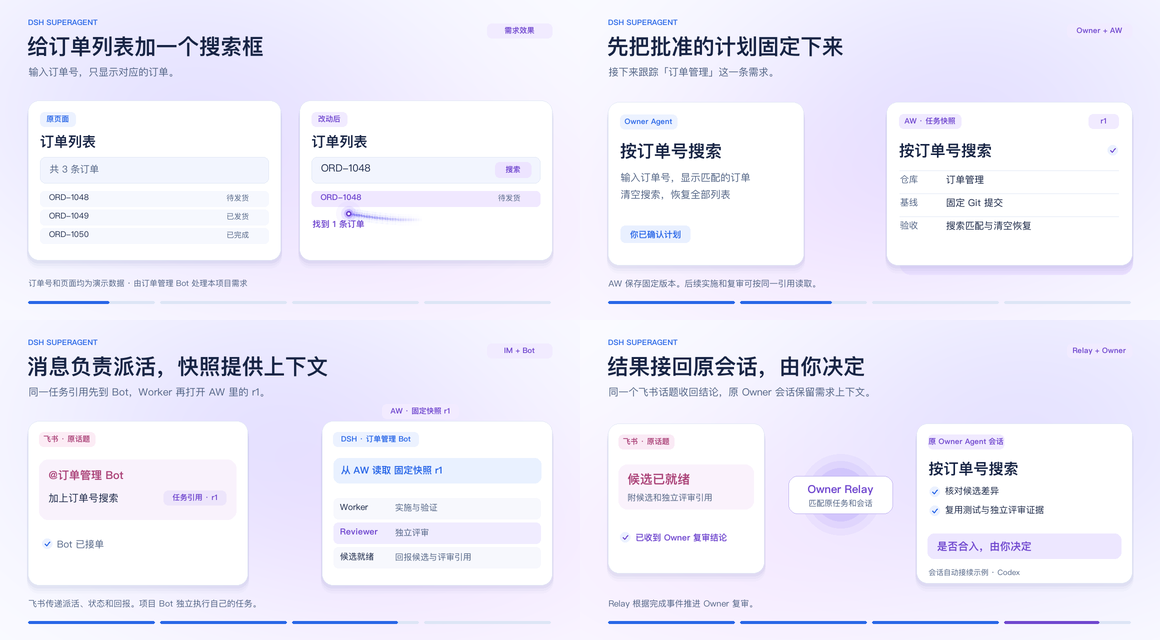 DSH SUPERAGENT
给订单列表加一个搜索框
需求效果
输入订单号，只显示对应的订单。
原页面
订单列表
共 3 条订单
ORD-1048 待发货
ORD-1049 已发货
ORD-1050 已完成
改动后
订单列表
ORD-1048 搜索
ORD-1048 待发货
找到 1 条订单
订单号和页面均为演示数据 · 由订单管理 Bot 处理本项目需求
DSH SUPERAGENT
先把批准的计划固定下来
Owner + AW
接下来跟踪「订单管理」这一条需求。
Owner Agent
按订单号搜索
输入订单号，显示匹配的订单
清空搜索，恢复全部列表
你已确认计划
AW · 任务快照 r1
按订单号搜索
仓库 订单管理
基线 固定 Git 提交
验收 搜索匹配与清空恢复
AW 保存固定版本。后续实施和复审可按同一引用读取。
DSH SUPERAGENT
消息负责派活，快照提供上下文
IM + Bot
同一任务引用先到 Bot，Worker 再打开 AW 里的 r1。
AW · 固定快照 r1
飞书 · 原话题
@订单管理 Bot
加上订单号搜索 任务引用 · r1
Bot 已接单
DSH · 订单管理 Bot
从 AW 读取 固定快照 r1
Worker 实施与验证
Reviewer 独立评审
候选就绪 回报候选与评审引用
飞书传递派活、状态和回报。项目 Bot 独立执行自己的任务。
DSH SUPERAGENT
结果接回原会话，由你决定
Relay + Owner
同一个飞书话题收回结论，原 Owner 会话保留需求上下文。
飞书 · 原话题
候选已就绪
附候选和独立评审引用
已收到 Owner 复审结论
Owner Relay
匹配原任务和会话
原 Owner Agent 会话
按订单号搜索
核对候选差异
复用测试与独立评审证据
是否合入，由你决定
会话自动接续示例 · Codex
Relay 根据完成事件推进 Owner 复审。